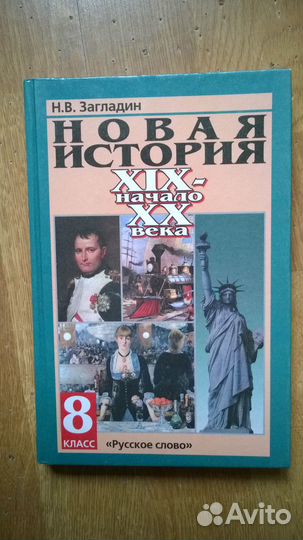 Н.В. Загладин
НОВАЯ
ИСТОРИЯ
XIX-
начало
XX
века
8
КЛАСС
«Русское слово»
Avito